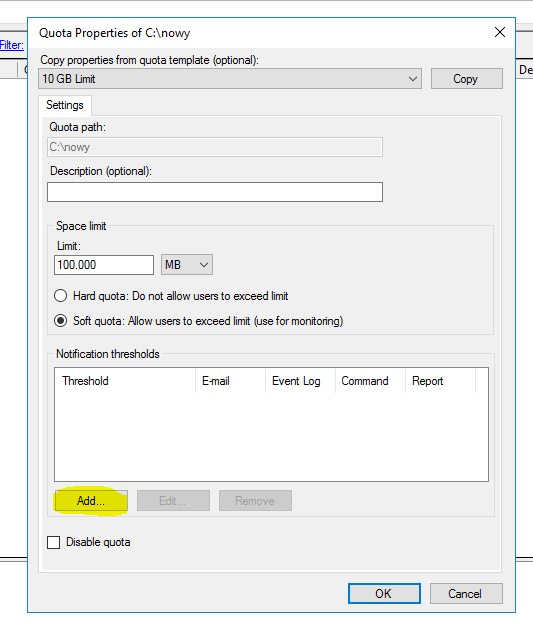 Quota Properties of C:\nowy
Filter:
Copy properties from quota template (optional):
10 GB Limit
Copy
De
Settings
Quota path:
C:\nowy
Description (optional):
Space limit
Limit:
100.000
MB
Hard quota: Do not allow users to exceed limit
Soft quota: Allow users to exceed limit (use for monitoring)
Notification thresholds
Threshold E-mail Event Log Command Report
Add... Edit... Remove
Disable quota
OK Cancel